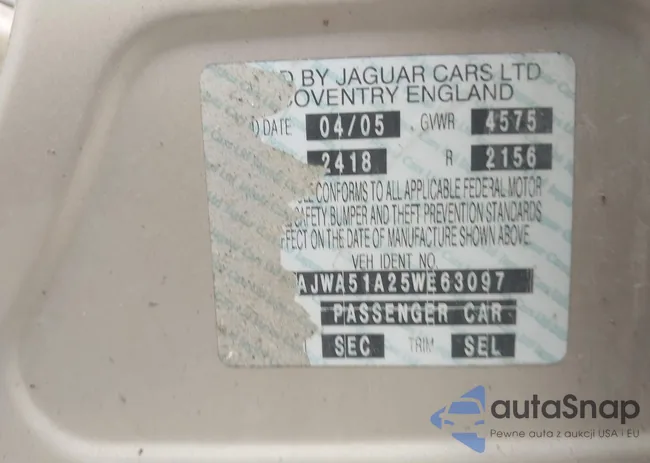 D BY JAGUAR CARS LTD
COVENTRY ENGLAND
DATE 04/05 GVWR 4575
2418 R 2156
CLE CONFORMS TO ALL APPLICABLE FEDERAL MOTOR
SAFETY BUMPER AND THEFT PREVENTION STANDARDS
FFECT ON THE DATE OF MANUFACTURE SHOWN ABOVE.
VEH IDENT NO.
AJWA51A25WE63097
PASSENGER CAR
SEC TRIM SEL
autaSnap
Pewne auta z aukcji USA i EU